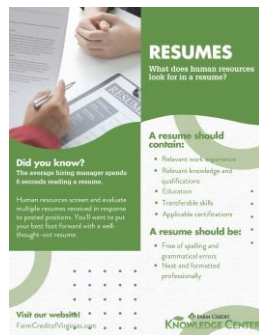 RESUME
RESUMES
What does human resources
look for in a resume?
Did you know?
The average hiring manager spends
6 seconds reading a resume.
Human resources screen and evaluate
multiple resumes received in response
to posted positions. You'll want to put
your best foot forward with a well-
thought-out resume.
A resume should
contain:
Relevant work experience
Relevant knowledge and
qualifications
Education
Transferable skills
Applicable certifications
A resume should be:
Free of spelling and
grammatical errors
Neat and formatted
professionally
Visit our website!
FarmCreditofVirginias.com
FARM CREDIT
KNOWLEDGE CENTER